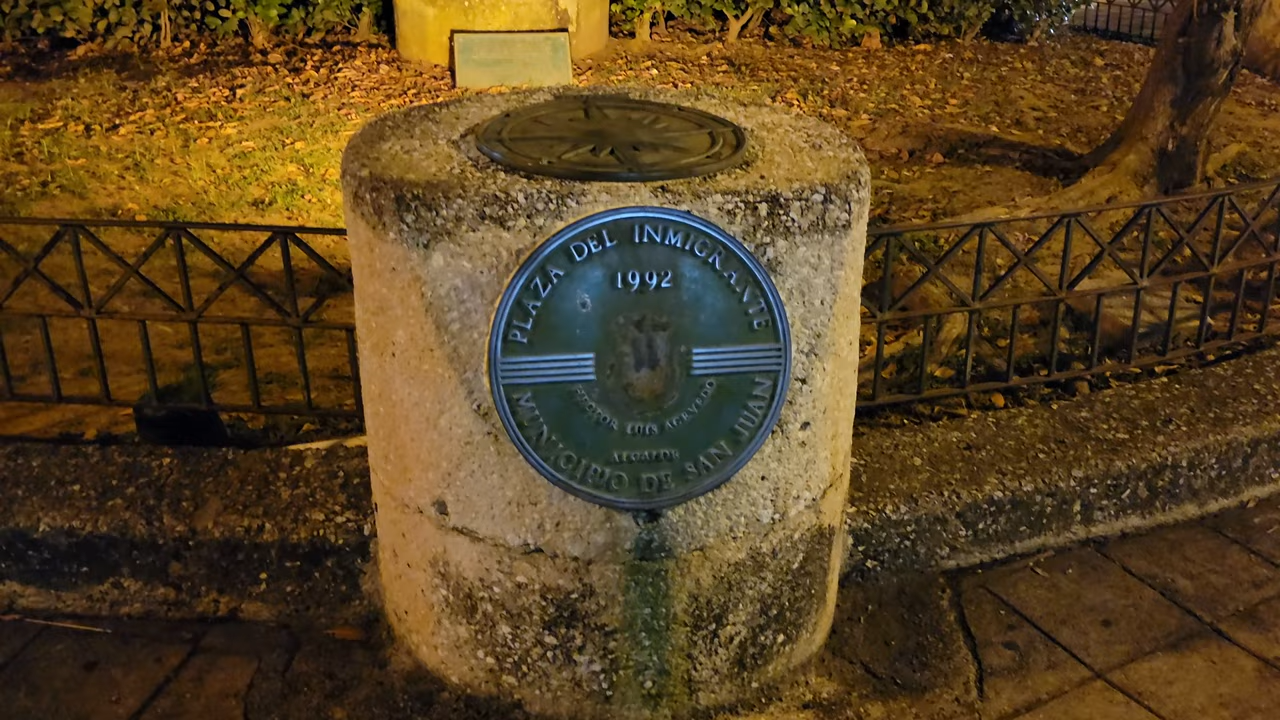 PLAZA DEL INMIGRANTE
1992
HECTOR LUIS ACEVEDO
ALCALDE
MUNICIPIO DE SAN JUAN